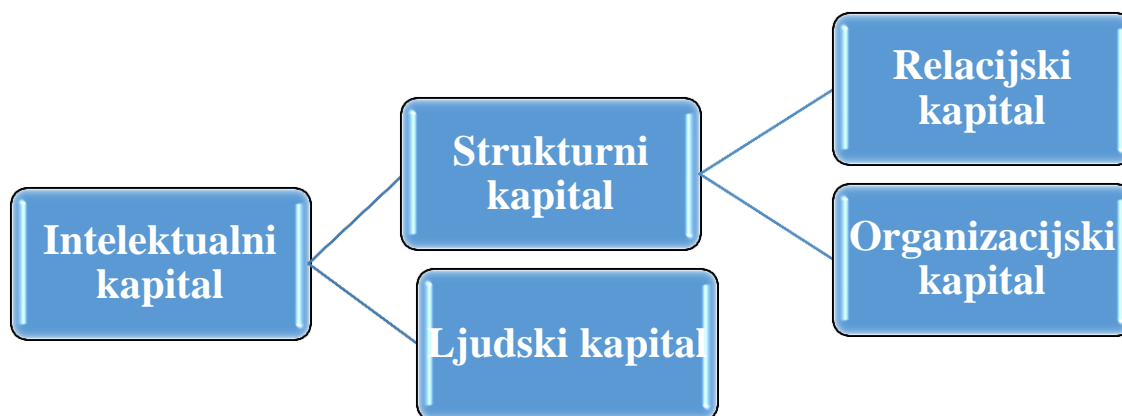 Intelektualni
kapital
Strukturni
kapital
Ljudski kapital
Relacijski
kapital
Organizacijski
kapital